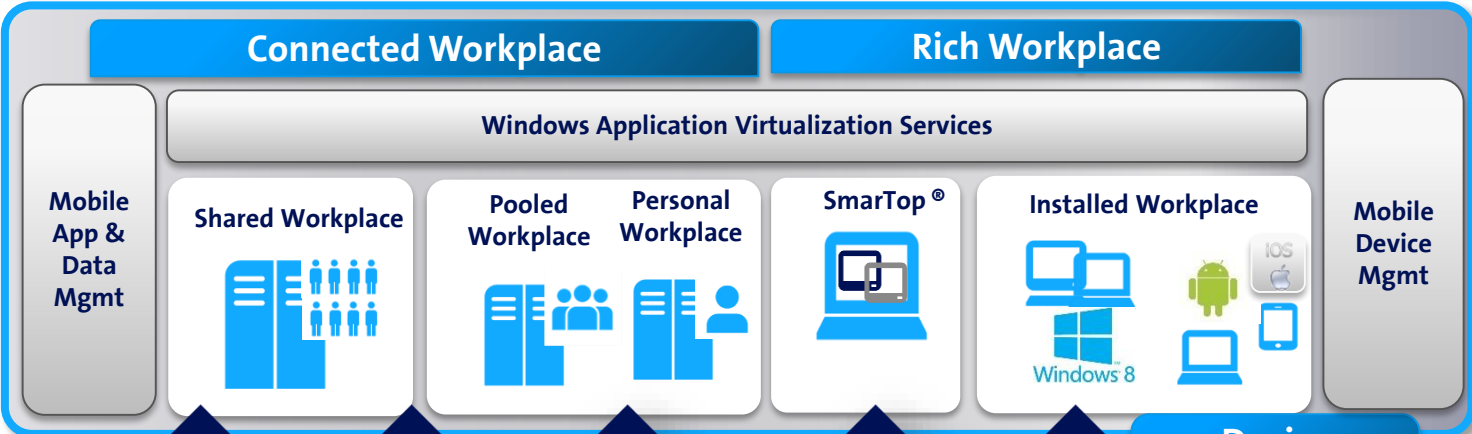 Connected Workplace
Rich Workplace
Windows Application Virtualization Services
Mobile
App &
Data
Mgmt
Shared Workplace
Pooled
Workplace
Personal
Workplace
SmarTop ®
Installed Workplace
iOS
Windows 8
Mobile
Device
Mgmt